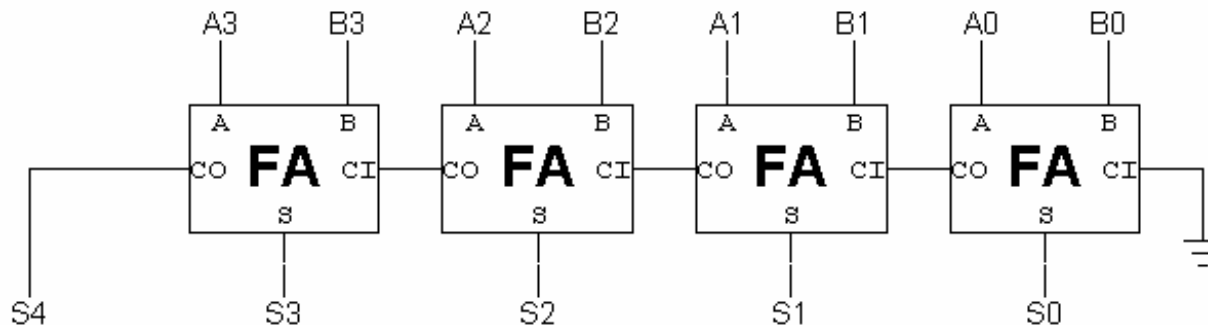 A3 B3 A2 B2 A1 B1 A0 B0
A B A B A B A B
CO FA CI CO FA CI CO FA CI CO FA CI
S S S S
S4 S3 S2 S1 S0